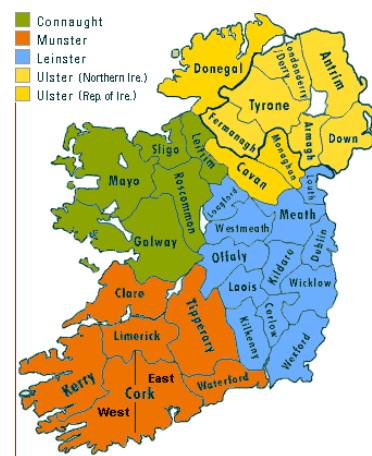 Connaught
Munster
Leinster
Ulster (Northern Ire.)
Ulster (Rep. of Ire.)
Donegal
Londonderry
/Derry
Antrim
Tyrone
Fermanagh
Armagh
Down
Monaghan
Cavan
Sligo
Leitrim
Mayo
Roscommon
Galway
Longford
Louth
Meath
Westmeath
Dublin
Offaly
Kildare
Laois
Wicklow
Carlow
Kilkenny
Wexford
Clare
Tipperary
Limerick
Kerry
East
Cork
West
Waterford